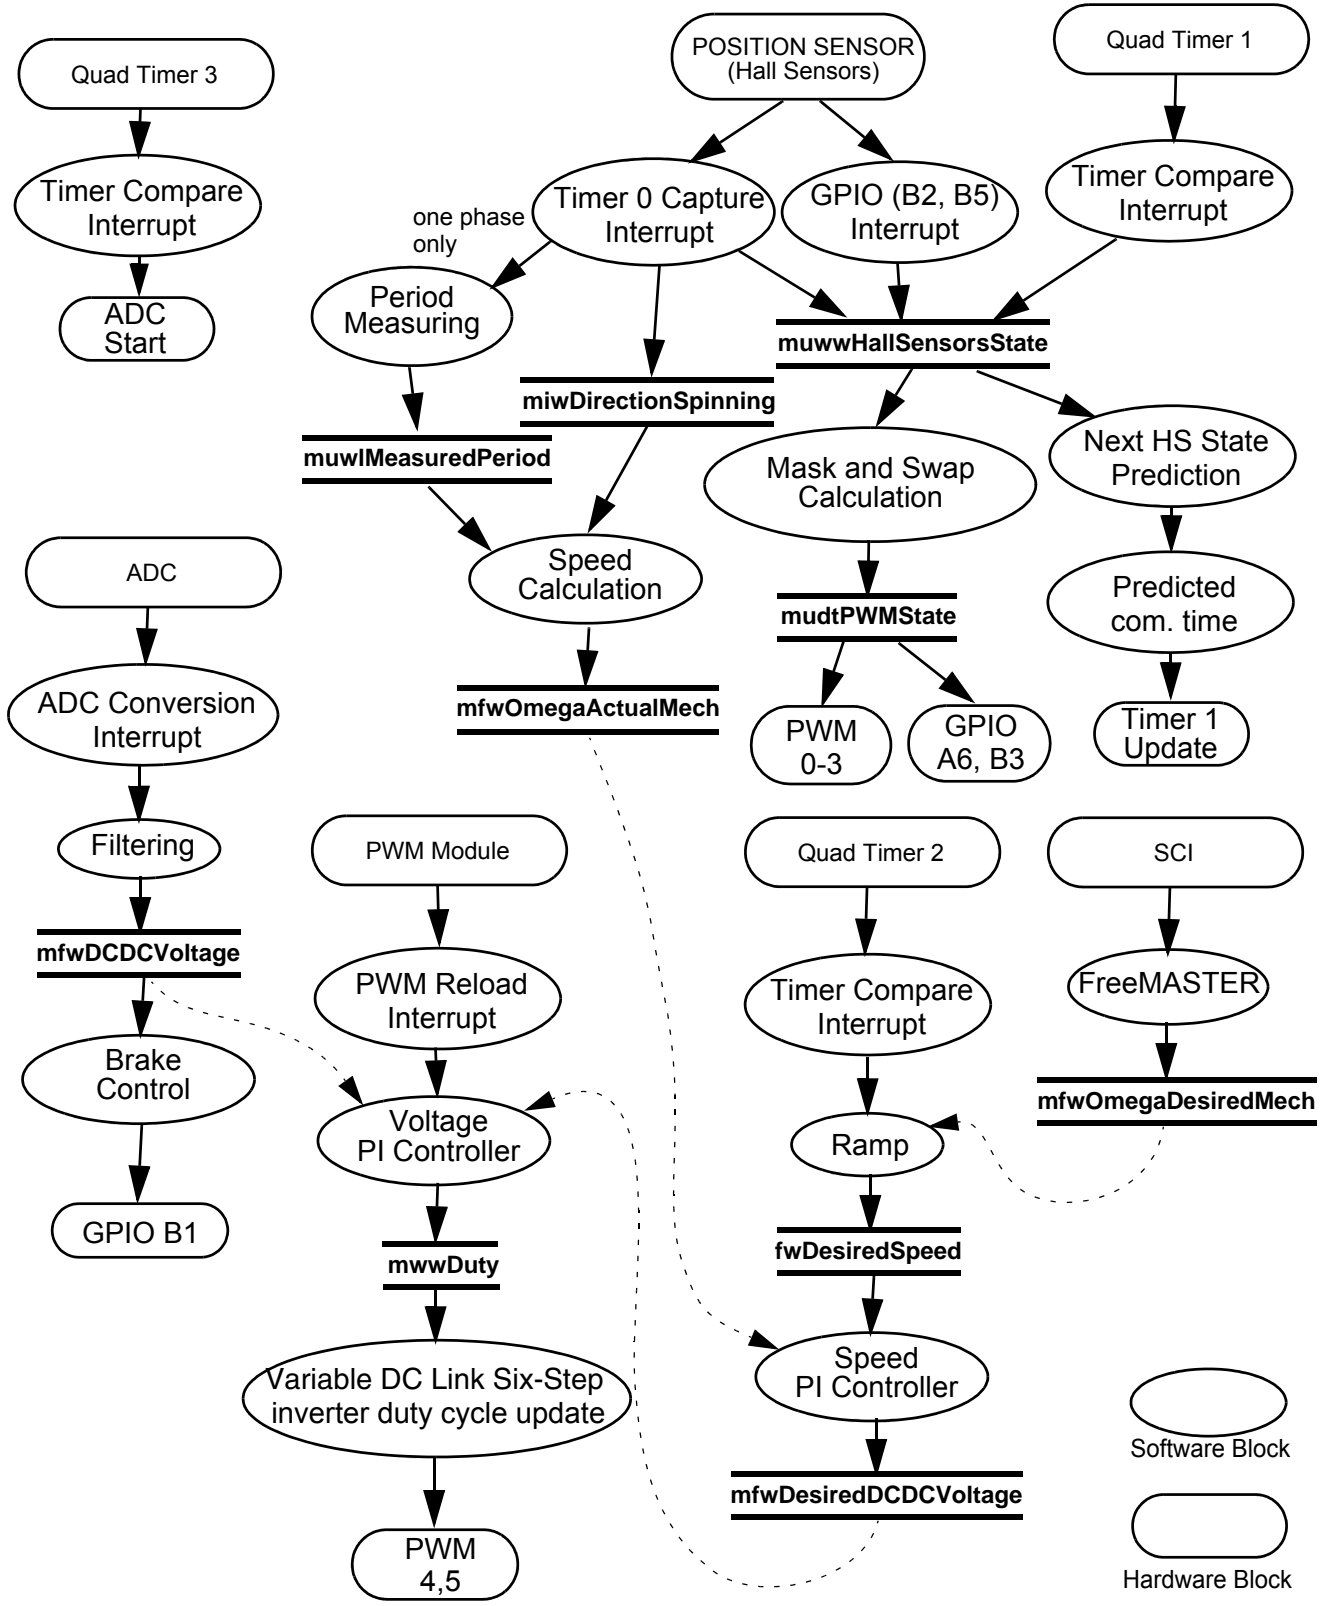 Quad Timer 3
Timer Compare
Interrupt
ADC
Start
POSITION SENSOR
(Hall Sensors)
Quad Timer 1
Timer 0 Capture
Interrupt
GPIO (B2, B5)
Interrupt
Timer Compare
Interrupt
one phase
only
Period
Measuring
muwwHallSensorsState
miwDirectionSpinning
muwlMeasuredPeriod
Mask and Swap
Calculation
Next HS State
Prediction
Speed
Calculation
mudtPWMState
Predicted
com. time
mfwOmegaActualMech
PWM
0-3
GPIO
A6, B3
Timer 1
Update
ADC
ADC Conversion
Interrupt
Filtering
mfwDCDCVoltage
Brake
Control
GPIO B1
PWM Module
PWM Reload
Interrupt
Voltage
PI Controller
mwwDuty
Variable DC Link Six-Step
inverter duty cycle update
PWM
4,5
Quad Timer 2
Timer Compare
Interrupt
Ramp
fwDesiredSpeed
Speed
PI Controller
mfwDesiredDCDCVoltage
SCI
FreeMASTER
mfwOmegaDesiredMech
Software Block
Hardware Block